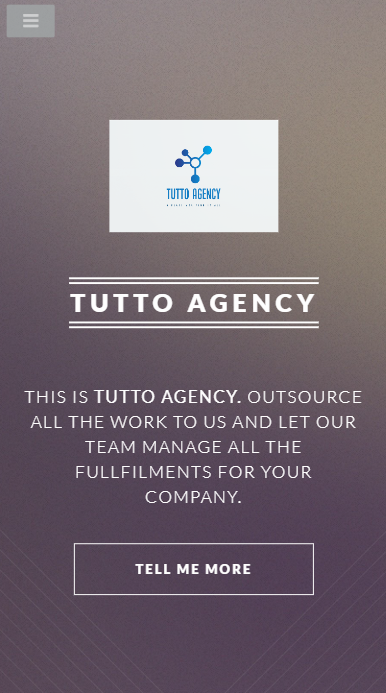 TUTTO AGENCY
TUTTO AGENCY
THIS IS TUTTO AGENCY. OUTSOURCE
ALL THE WORK TO US AND LET OUR
TEAM MANAGE ALL THE
FULLFILMENTS FOR YOUR
COMPANY.
TELL ME MORE